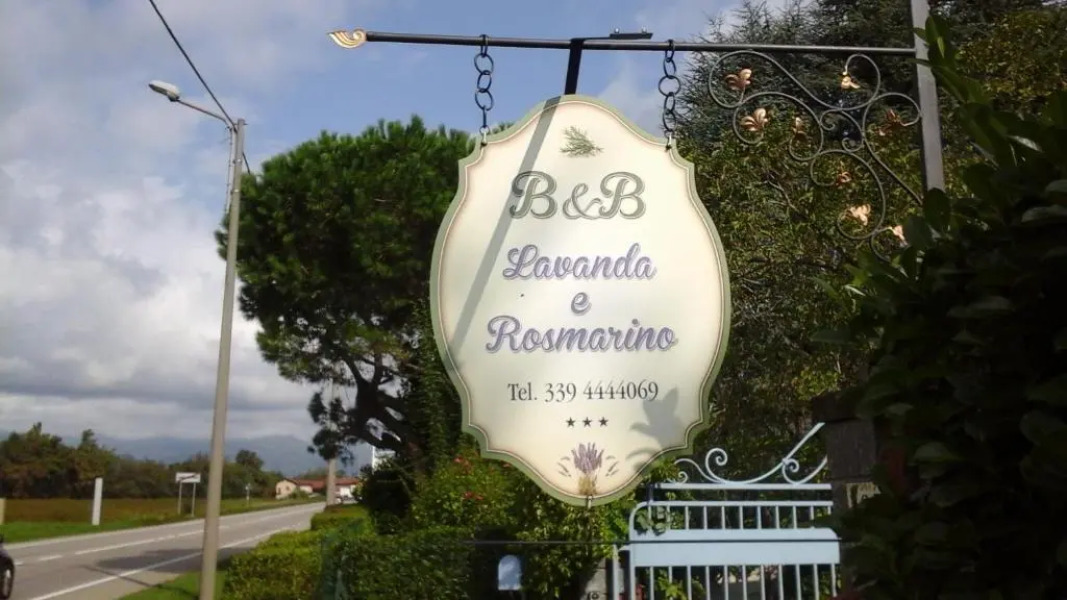 B&B
Lavanda
e
Rosmarino
Tel. 339 4444069
★★★